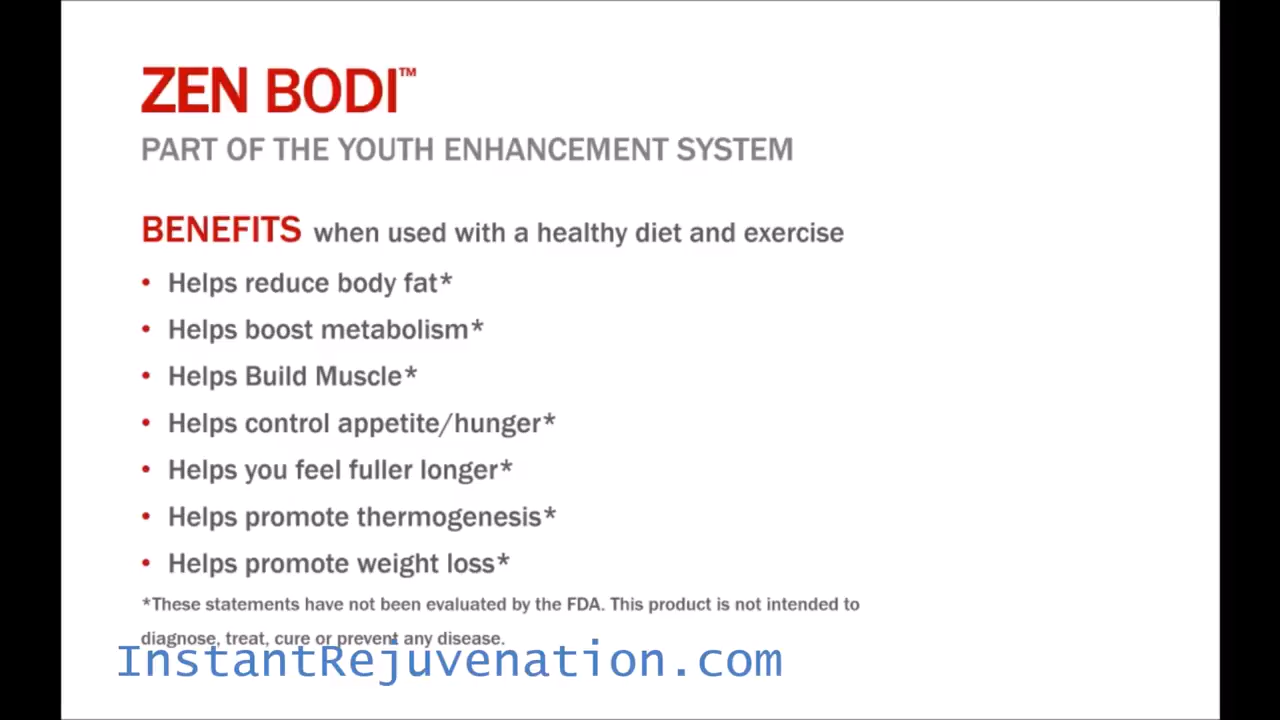 ZEN BODI™
PART OF THE YOUTH ENHANCEMENT SYSTEM
BENEFITS when used with a healthy diet and exercise
• Helps reduce body fat*
• Helps boost metabolism*
• Helps Build Muscle*
• Helps control appetite/hunger*
• Helps you feel fuller longer*
• Helps promote thermogenesis*
• Helps promote weight loss*
*These statements have not been evaluated by the FDA. This product is not intended to
diagnose, treat, cure or prevent any disease.
InstantRejuvenation.com